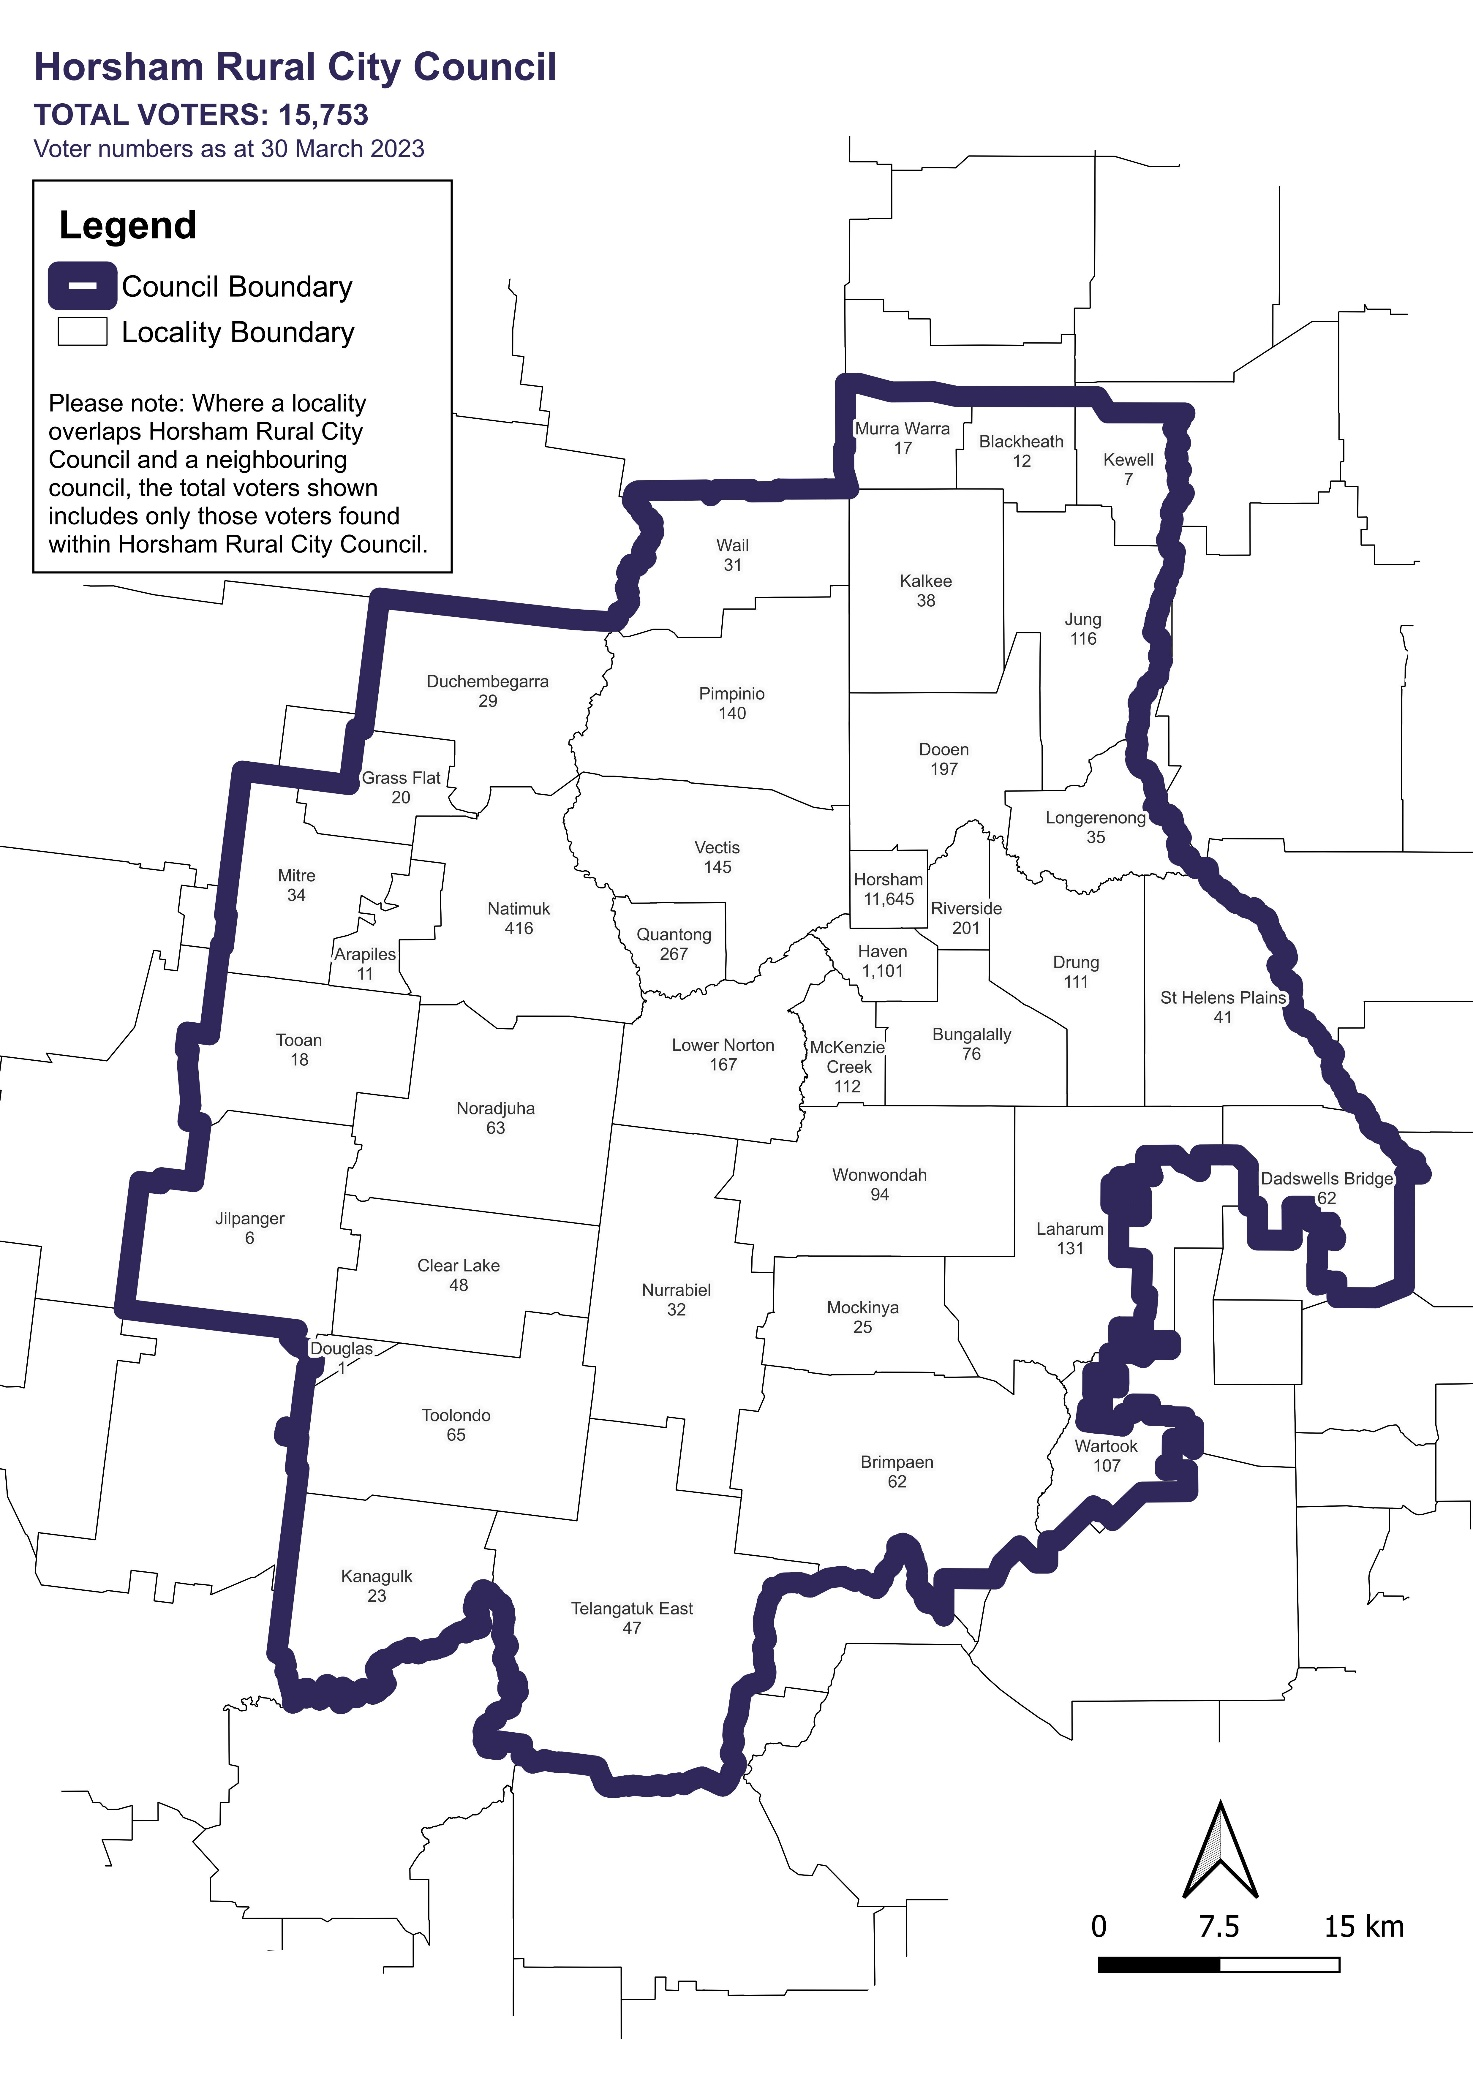 Horsham Rural City Council
TOTAL VOTERS: 15,753
Voter numbers as at 30 March 2023
Legend
Council Boundary
Locality Boundary
Please note: Where a locality
overlaps Horsham Rural City
Council and a neighbouring
council, the total voters shown
includes only those voters found
within Horsham Rural City Council.
Murra Warra
17
Blackheath
12
Kewell
7
Wail
31
Kalkee
38
Jung
116
Duchembegarra
29
Pimpinio
140
Dooen
197
Grass Flat
20
Longerenong
35
Vectis
145
Mitre
34
Horsham
11,645
Natimuk
416
Riverside
201
Quantong
267
Arapiles
11
Haven
1,101
Drung
111
St Helens Plains
41
Tooan
18
Lower Norton
167
McKenzie
Creek
112
Bungalally
76
Noradjuha
63
Wonwondah
94
Dadswells Bridge
62
Jilpanger
6
Laharum
131
Clear Lake
48
Nurrabiel
32
Mockinya
25
Douglas
1
Toolondo
65
Wartook
107
Brimpaen
62
Kanagulk
23
Telangatuk East
47
0 7.5 15 km